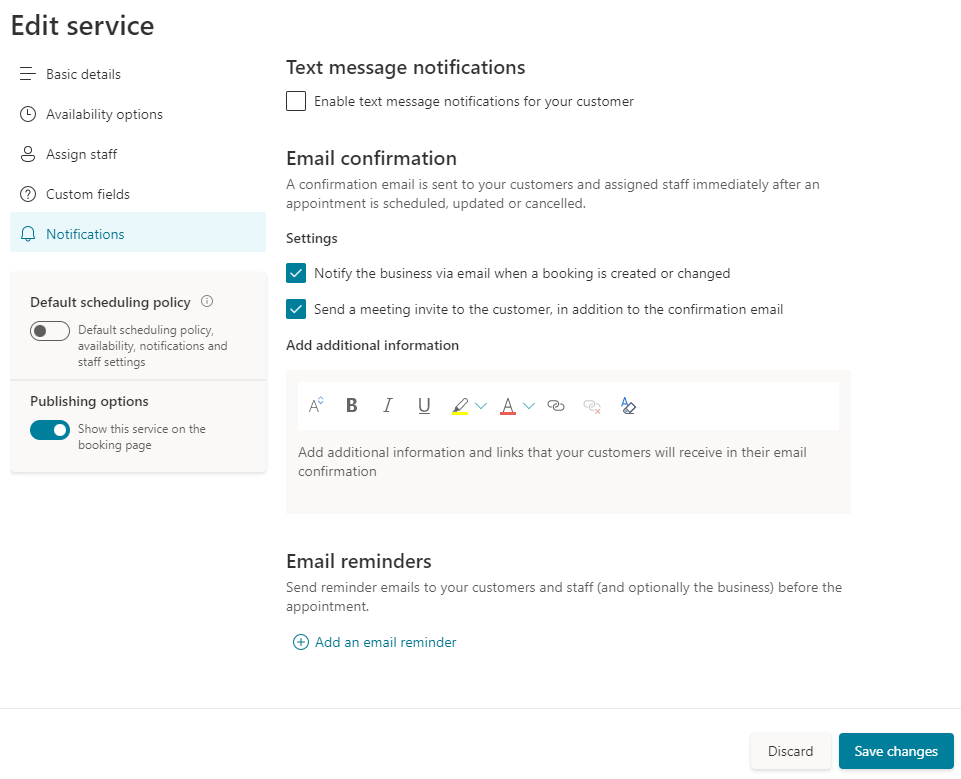 Edit service
Basic details
Availability options
Assign staff
Custom fields
Notifications
Default scheduling policy
Default scheduling policy,
availability, notifications and
staff settings
Publishing options
Show this service on the
booking page
Text message notifications
Enable text message notifications for your customer
Email confirmation
A confirmation email is sent to your customers and assigned staff immediately after an
appointment is scheduled, updated or cancelled.
Settings
Notify the business via email when a booking is created or changed
Send a meeting invite to the customer, in addition to the confirmation email
Add additional information
A B I U A A
Add additional information and links that your customers will receive in their email
confirmation
Email reminders
Send reminder emails to your customers and staff (and optionally the business) before the
appointment.
Add an email reminder
Discard Save changes